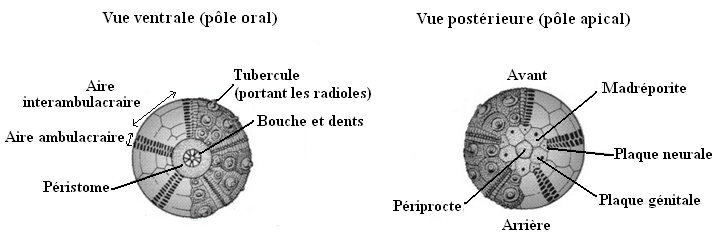 Vue ventrale (pôle oral)
Aire
interambulacraire
Tubercule
(portant les radioles)
Bouche et dents
Aire ambulacraire
Péristome
Vue postérieure (pôle apical)
Avant
Madréporite
Plaque neurale
Plaque génitale
Périprocte
Arrière